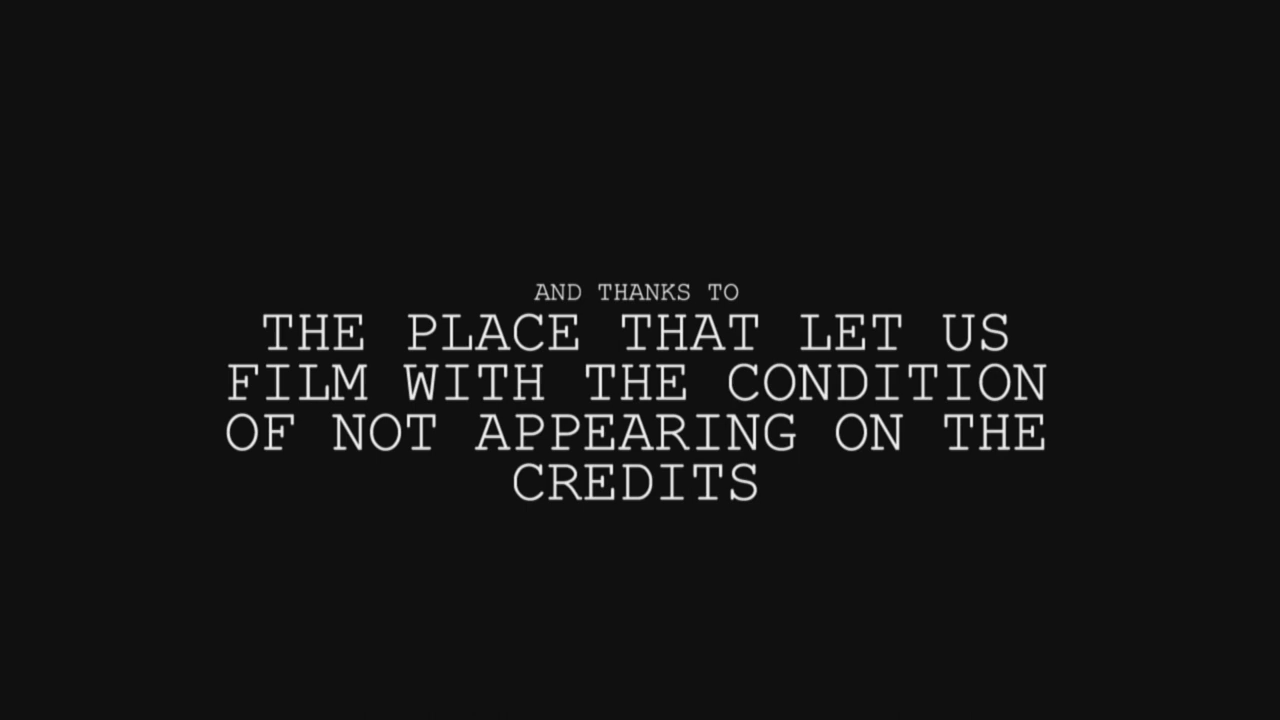 AND THANKS TO
THE PLACE THAT LET US
FILM WITH THE CONDITION
OF NOT APPEARING ON THE
CREDITS